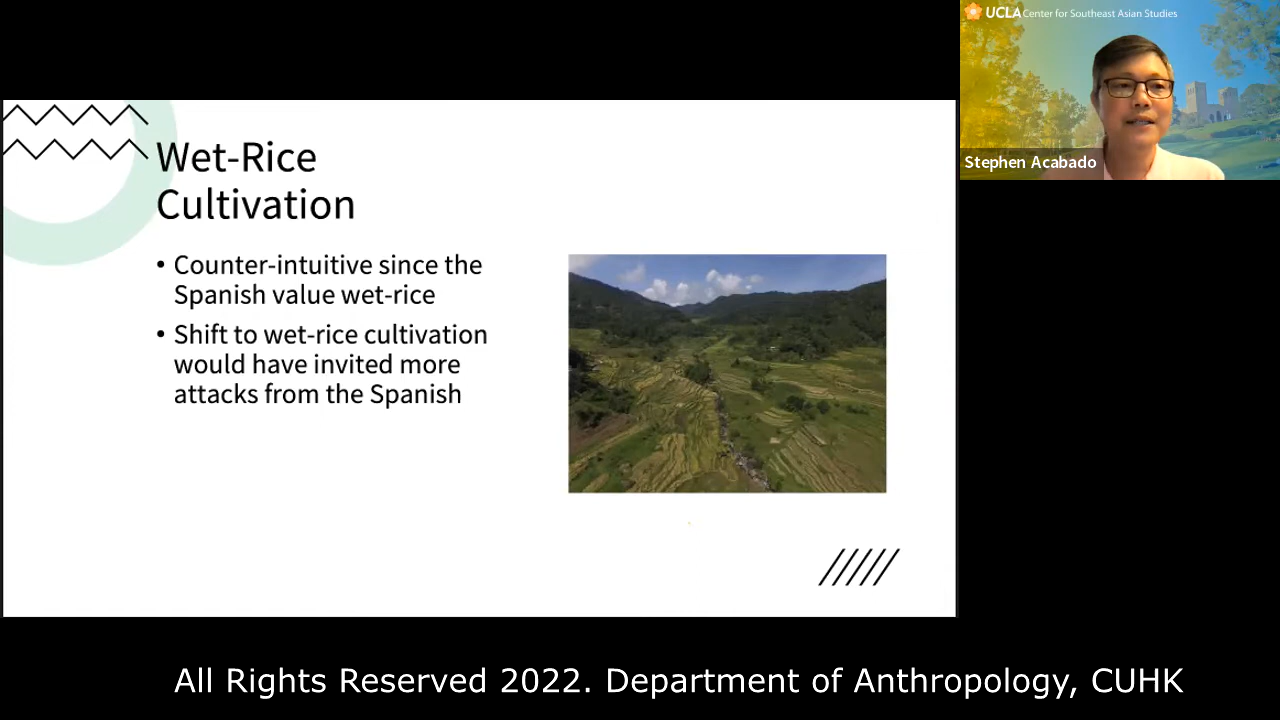 UCLA Center for Southeast Asian Studies
Stephen Acabado
Wet-Rice
Cultivation
• Counter-intuitive since the
Spanish value wet-rice
• Shift to wet-rice cultivation
would have invited more
attacks from the Spanish
All Rights Reserved 2022. Department of Anthropology, CUHK